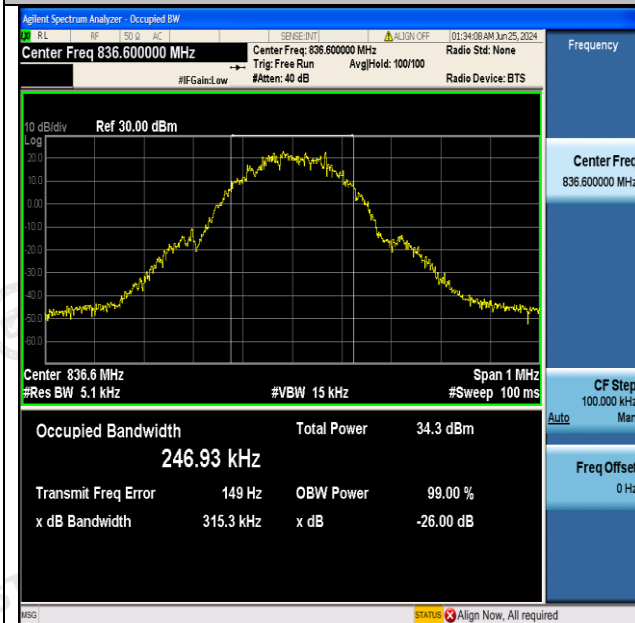 Agilent Spectrum Analyzer - Occupied BW
RL RF 50 Ω AC SENSE:INT ALIGN OFF 01:34:08 AM Jun 25, 2024
Center Freq 836.600000 MHz
Center Freq: 836.600000 MHz
Radio Std: None
Trig: Free Run Avg|Hold: 100/100
#IFGain:Low #Atten: 40 dB Radio Device: BTS
10 dB/div Ref 30.00 dBm
Log
20.0
10.0
0.00
-10.0
-20.0
-30.0
-40.0
-50.0
-60.0
Center 836.6 MHz Span 1 MHz
#Res BW 5.1 kHz #VBW 15 kHz #Sweep 100 ms
Occupied Bandwidth Total Power 34.3 dBm
246.93 kHz
Transmit Freq Error 149 Hz OBW Power 99.00 %
x dB Bandwidth 315.3 kHz x dB -26.00 dB
MSG STATUS Align Now, All required
Frequency
Center Freq
836.600000 MHz
CF Step
100.000 kHz
Auto Man
Freq Offset
0 Hz